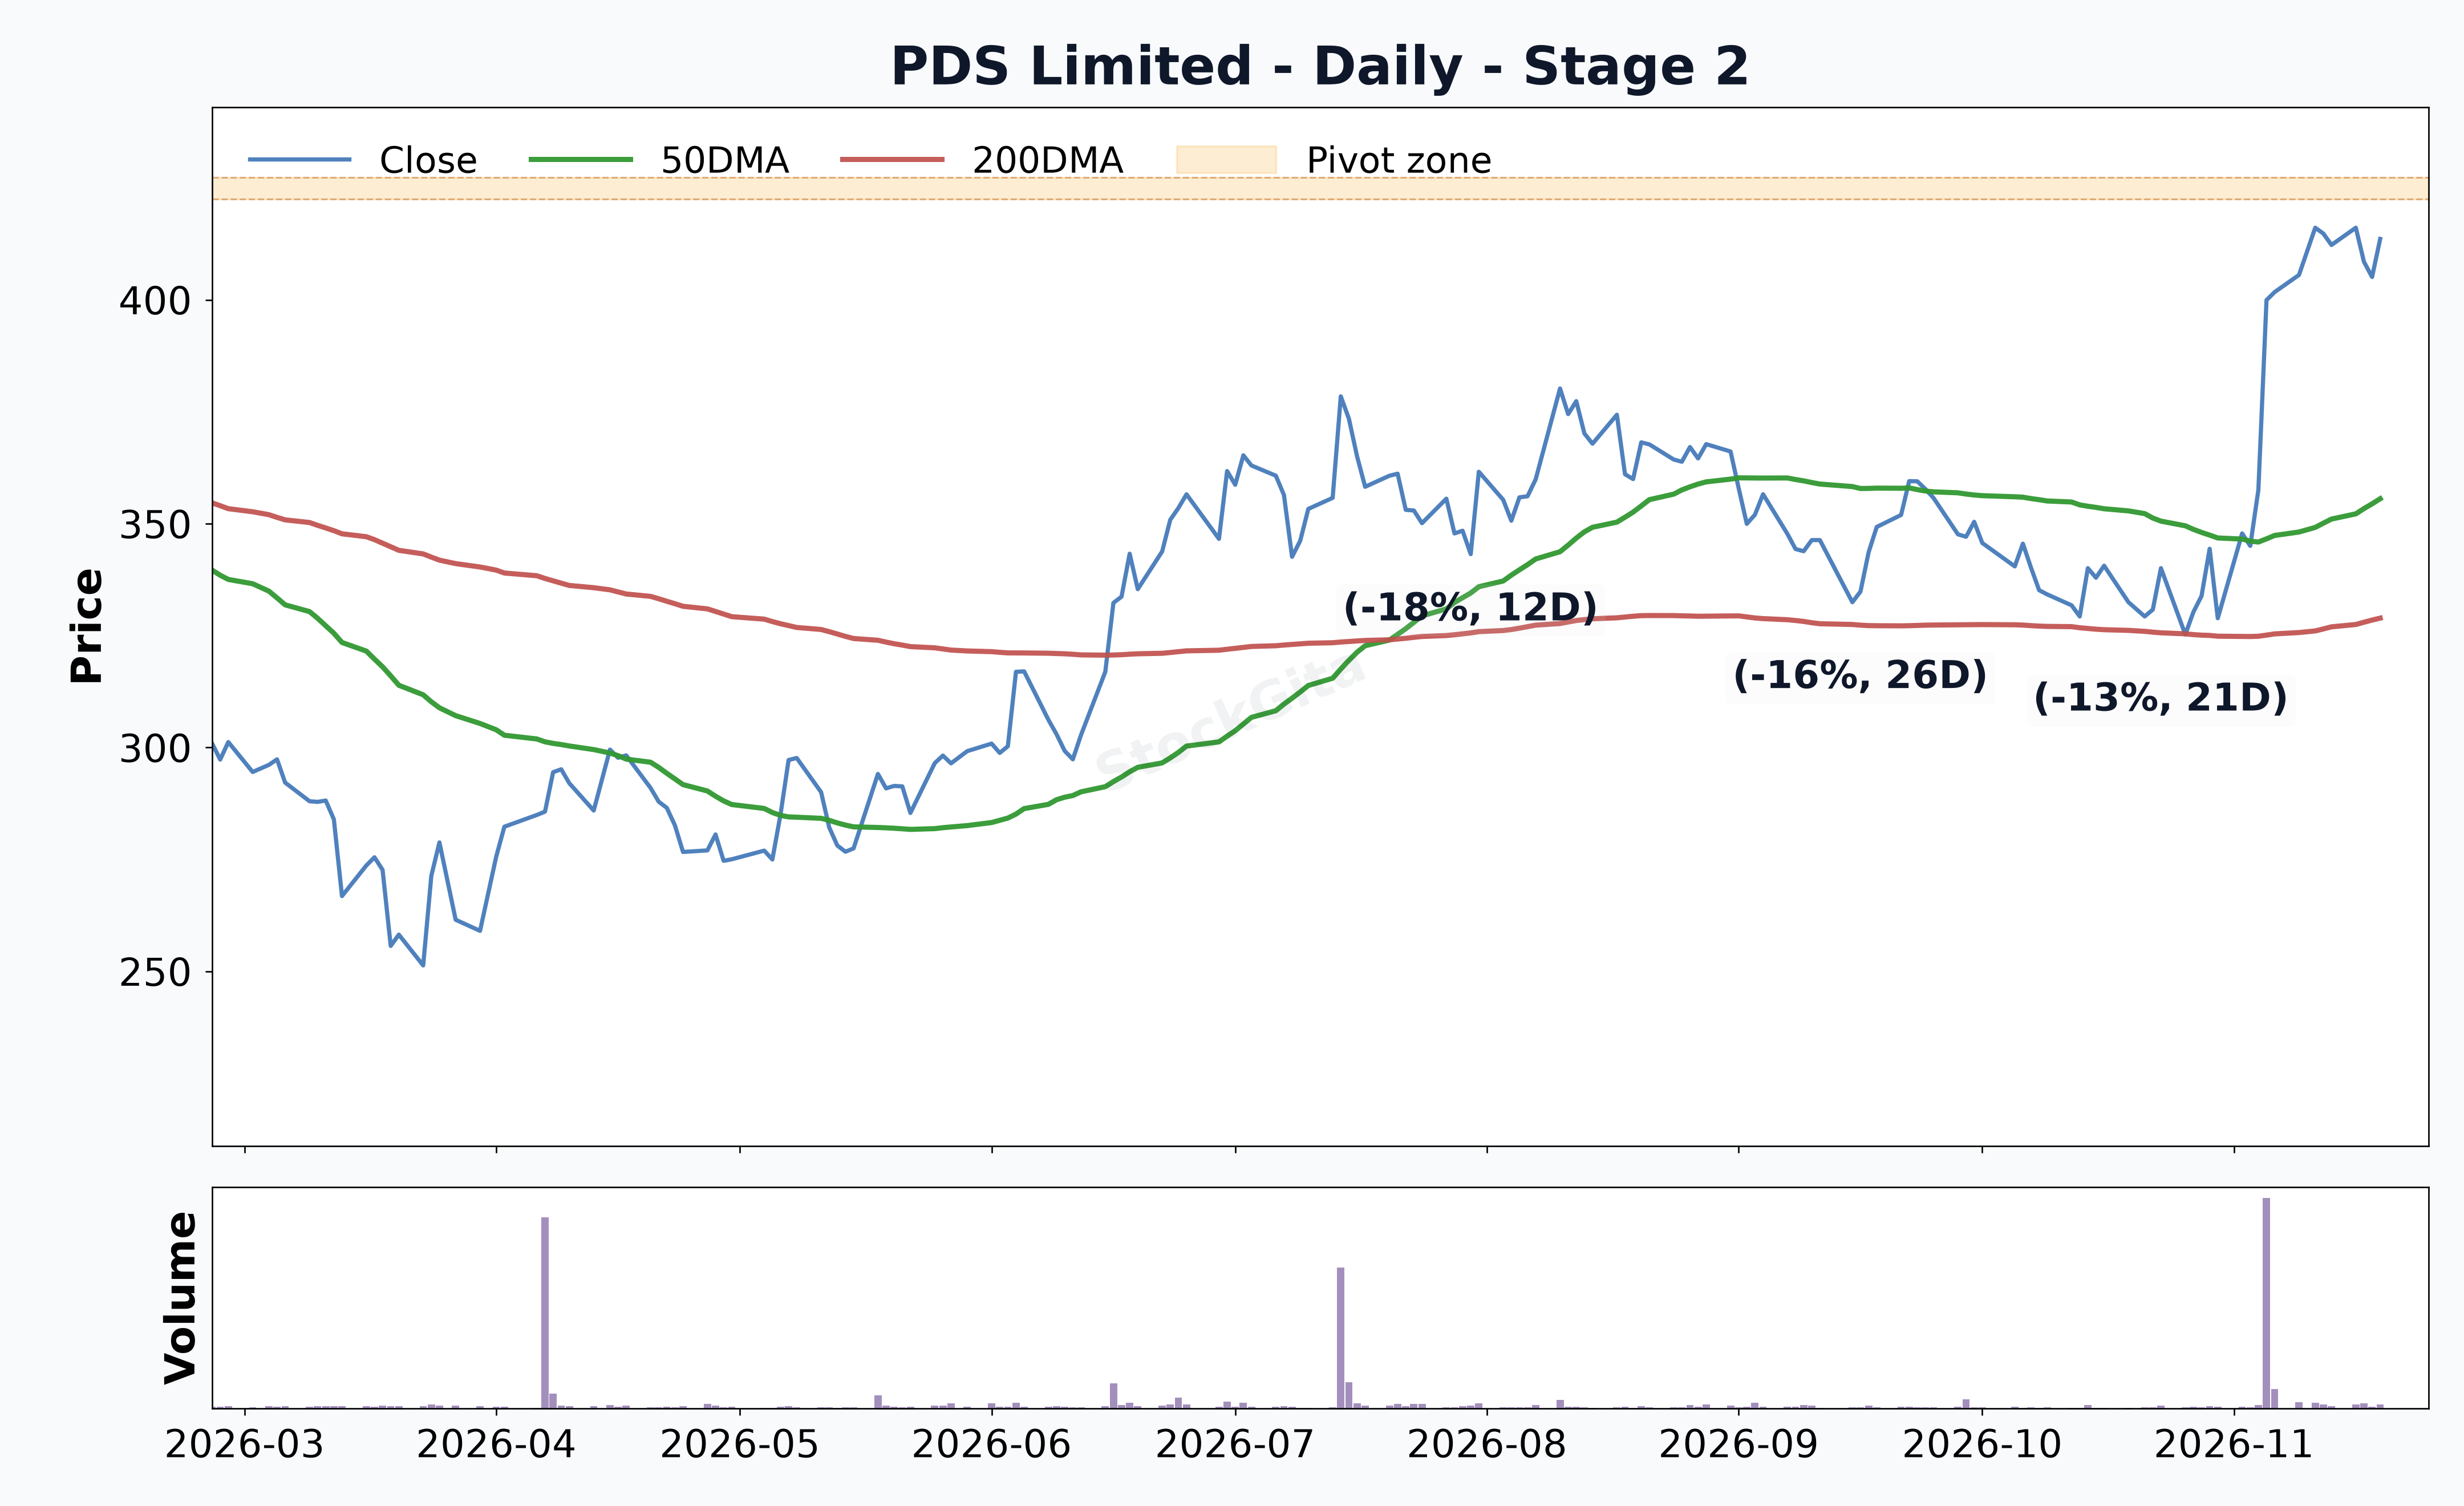 PDS Limited - Daily - Stage 2
Close 50DMA 200DMA Pivot zone
Price
400
350
300
250
(-18%, 12D)
(-16%, 26D)
(-13%, 21D)
StockGita
Volume
2026-03 2026-04 2026-05 2026-06 2026-07 2026-08 2026-09 2026-10 2026-11